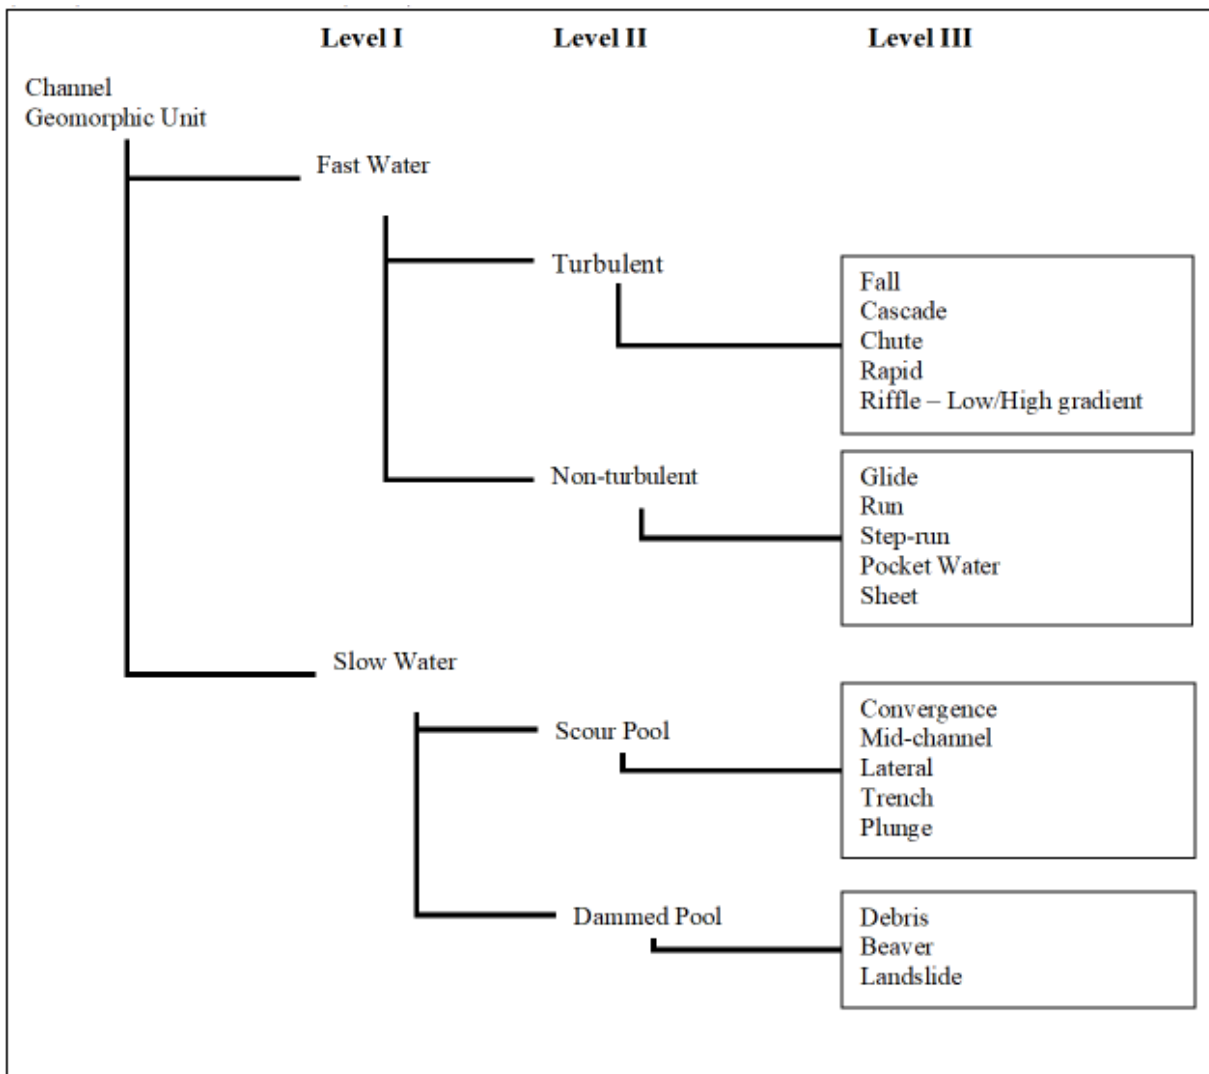 Level I Level II Level III
Channel
Geomorphic Unit
Fast Water
Turbulent
Fall
Cascade
Chute
Rapid
Riffle – Low/High gradient
Non-turbulent
Glide
Run
Step-run
Pocket Water
Sheet
Slow Water
Scour Pool
Convergence
Mid-channel
Lateral
Trench
Plunge
Dammed Pool
Debris
Beaver
Landslide